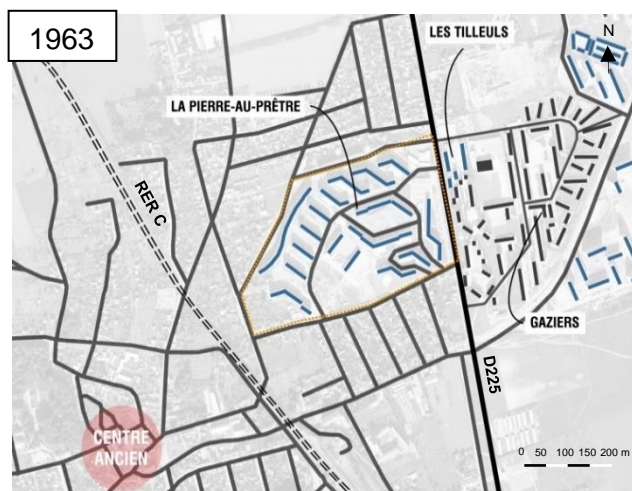 1963
N
LES TILLEULS
LA PIERRE-AU-PRÊTRE
RER C
GAZIERS
D225
CENTRE
ANCIEN
0 50 100 150 200 m